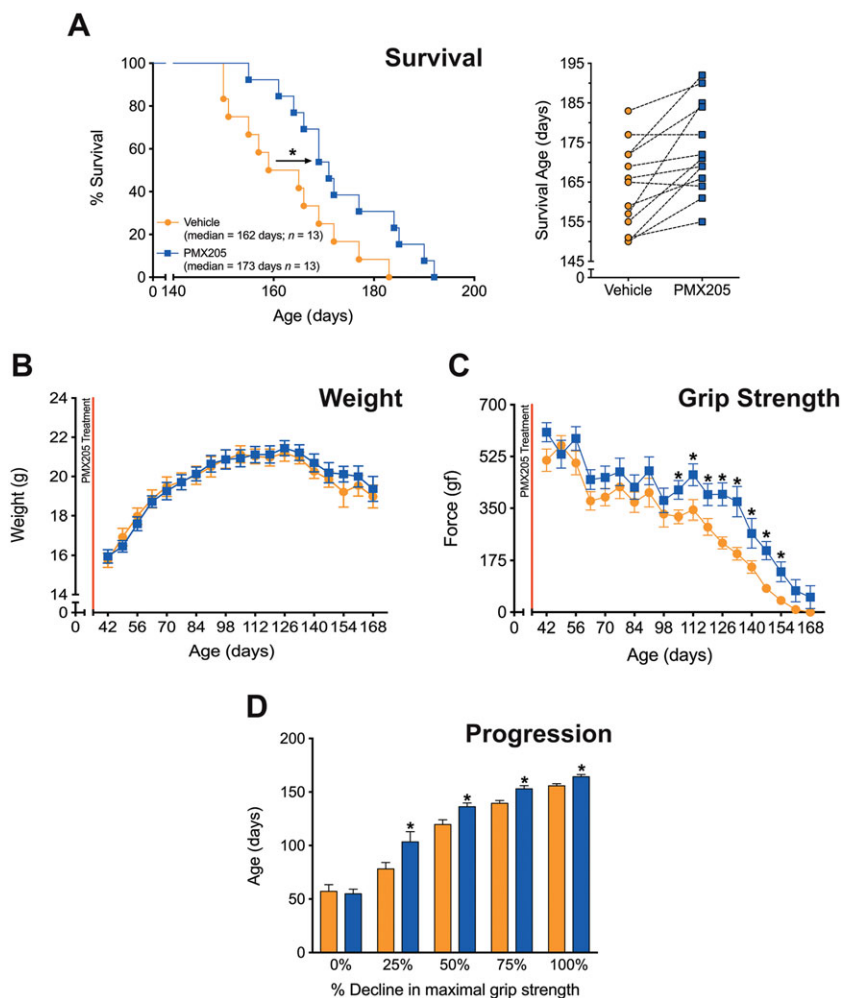 A
Survival
% Survival
100
80
60
40
20
0
*
Vehicle
(median = 162 days; n = 13)
PMX205
(median = 173 days n = 13)
0 140 160 180 200
Age (days)
Survival Age (days)
195
185
175
165
155
145
0
Vehicle PMX205
B
Weight
Weight (g)
24
22
20
18
16
14
0
PMX205 Treatment
0 42 56 70 84 98 112 126 140 154 168
Age (days)
C
Grip Strength
Force (gf)
700
525
350
175
0
PMX205 Treatment
* * * * * * * *
0 42 56 70 84 98 112 126 140 154 168
Age (days)
D
Progression
Age (days)
200
150
100
50
0
* * * *
0% 25% 50% 75% 100%
% Decline in maximal grip strength